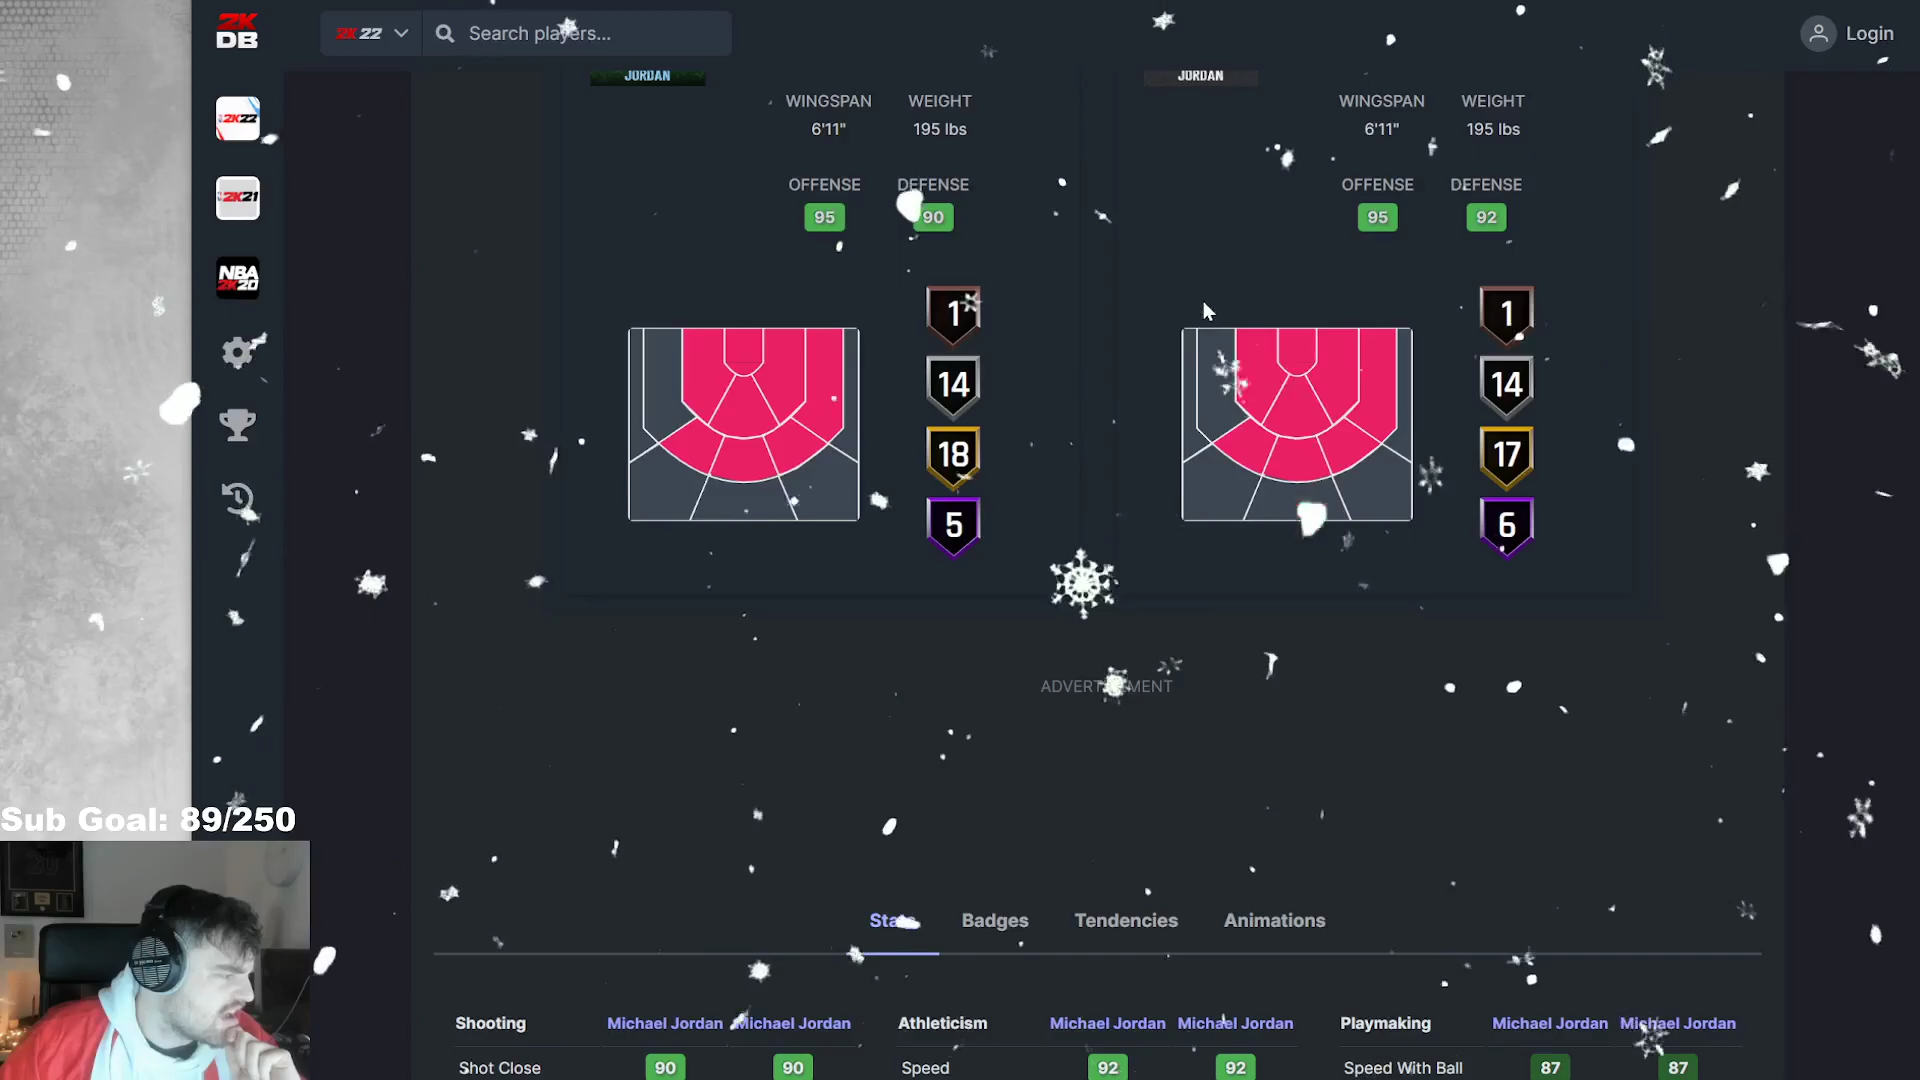 2K
DB
2K22
Search players...
Login
2K22
2K21
NBA
2K20
JORDAN
WINGSPAN
WEIGHT
6'11"
195 lbs
OFFENSE
DEFENSE
95
90
1
14
18
5
JORDAN
WINGSPAN
WEIGHT
6'11"
195 lbs
OFFENSE
DEFENSE
95
92
1
14
17
6
ADVERTISEMENT
Stats
Badges
Tendencies
Animations
Shooting
Michael Jordan
Michael Jordan
Athleticism
Michael Jordan
Michael Jordan
Playmaking
Michael Jordan
Michael Jordan
Shot Close
90
90
Speed
92
92
Speed With Ball
87
87
Sub Goal: 89/250